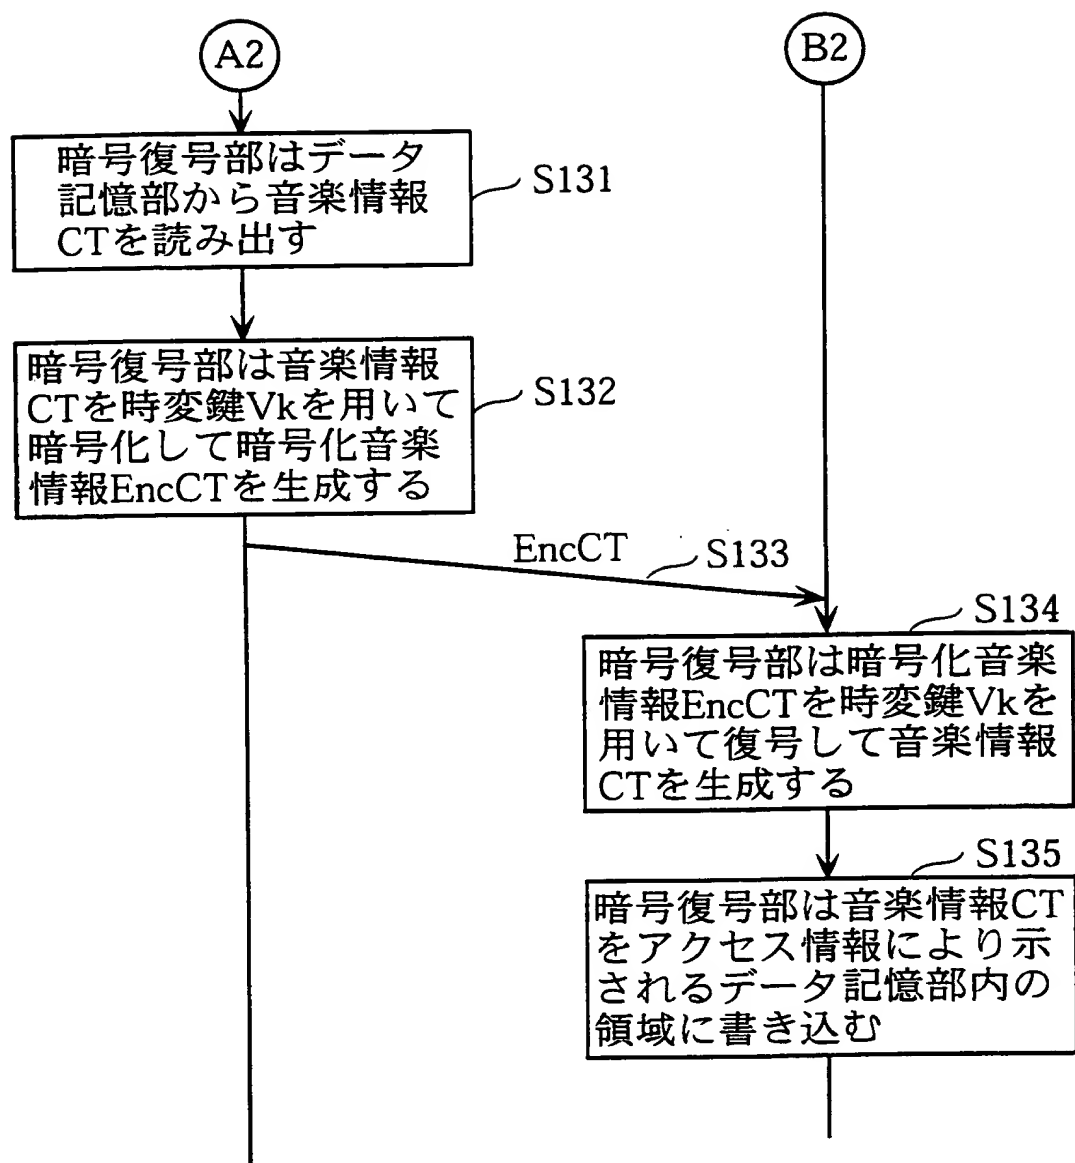 A2
B2
暗号復号部はデータ
記憶部から音楽情報
CTを読み出す
S131
暗号復号部は音楽情報
CTを時変鍵Vkを用いて
暗号化して暗号化音楽
情報EncCTを生成する
S132
EncCT
S133
S134
暗号復号部は暗号化音楽
情報EncCTを時変鍵Vkを
用いて復号して音楽情報
CTを生成する
S135
暗号復号部は音楽情報CT
をアクセス情報により示
されるデータ記憶部内の
領域に書き込む